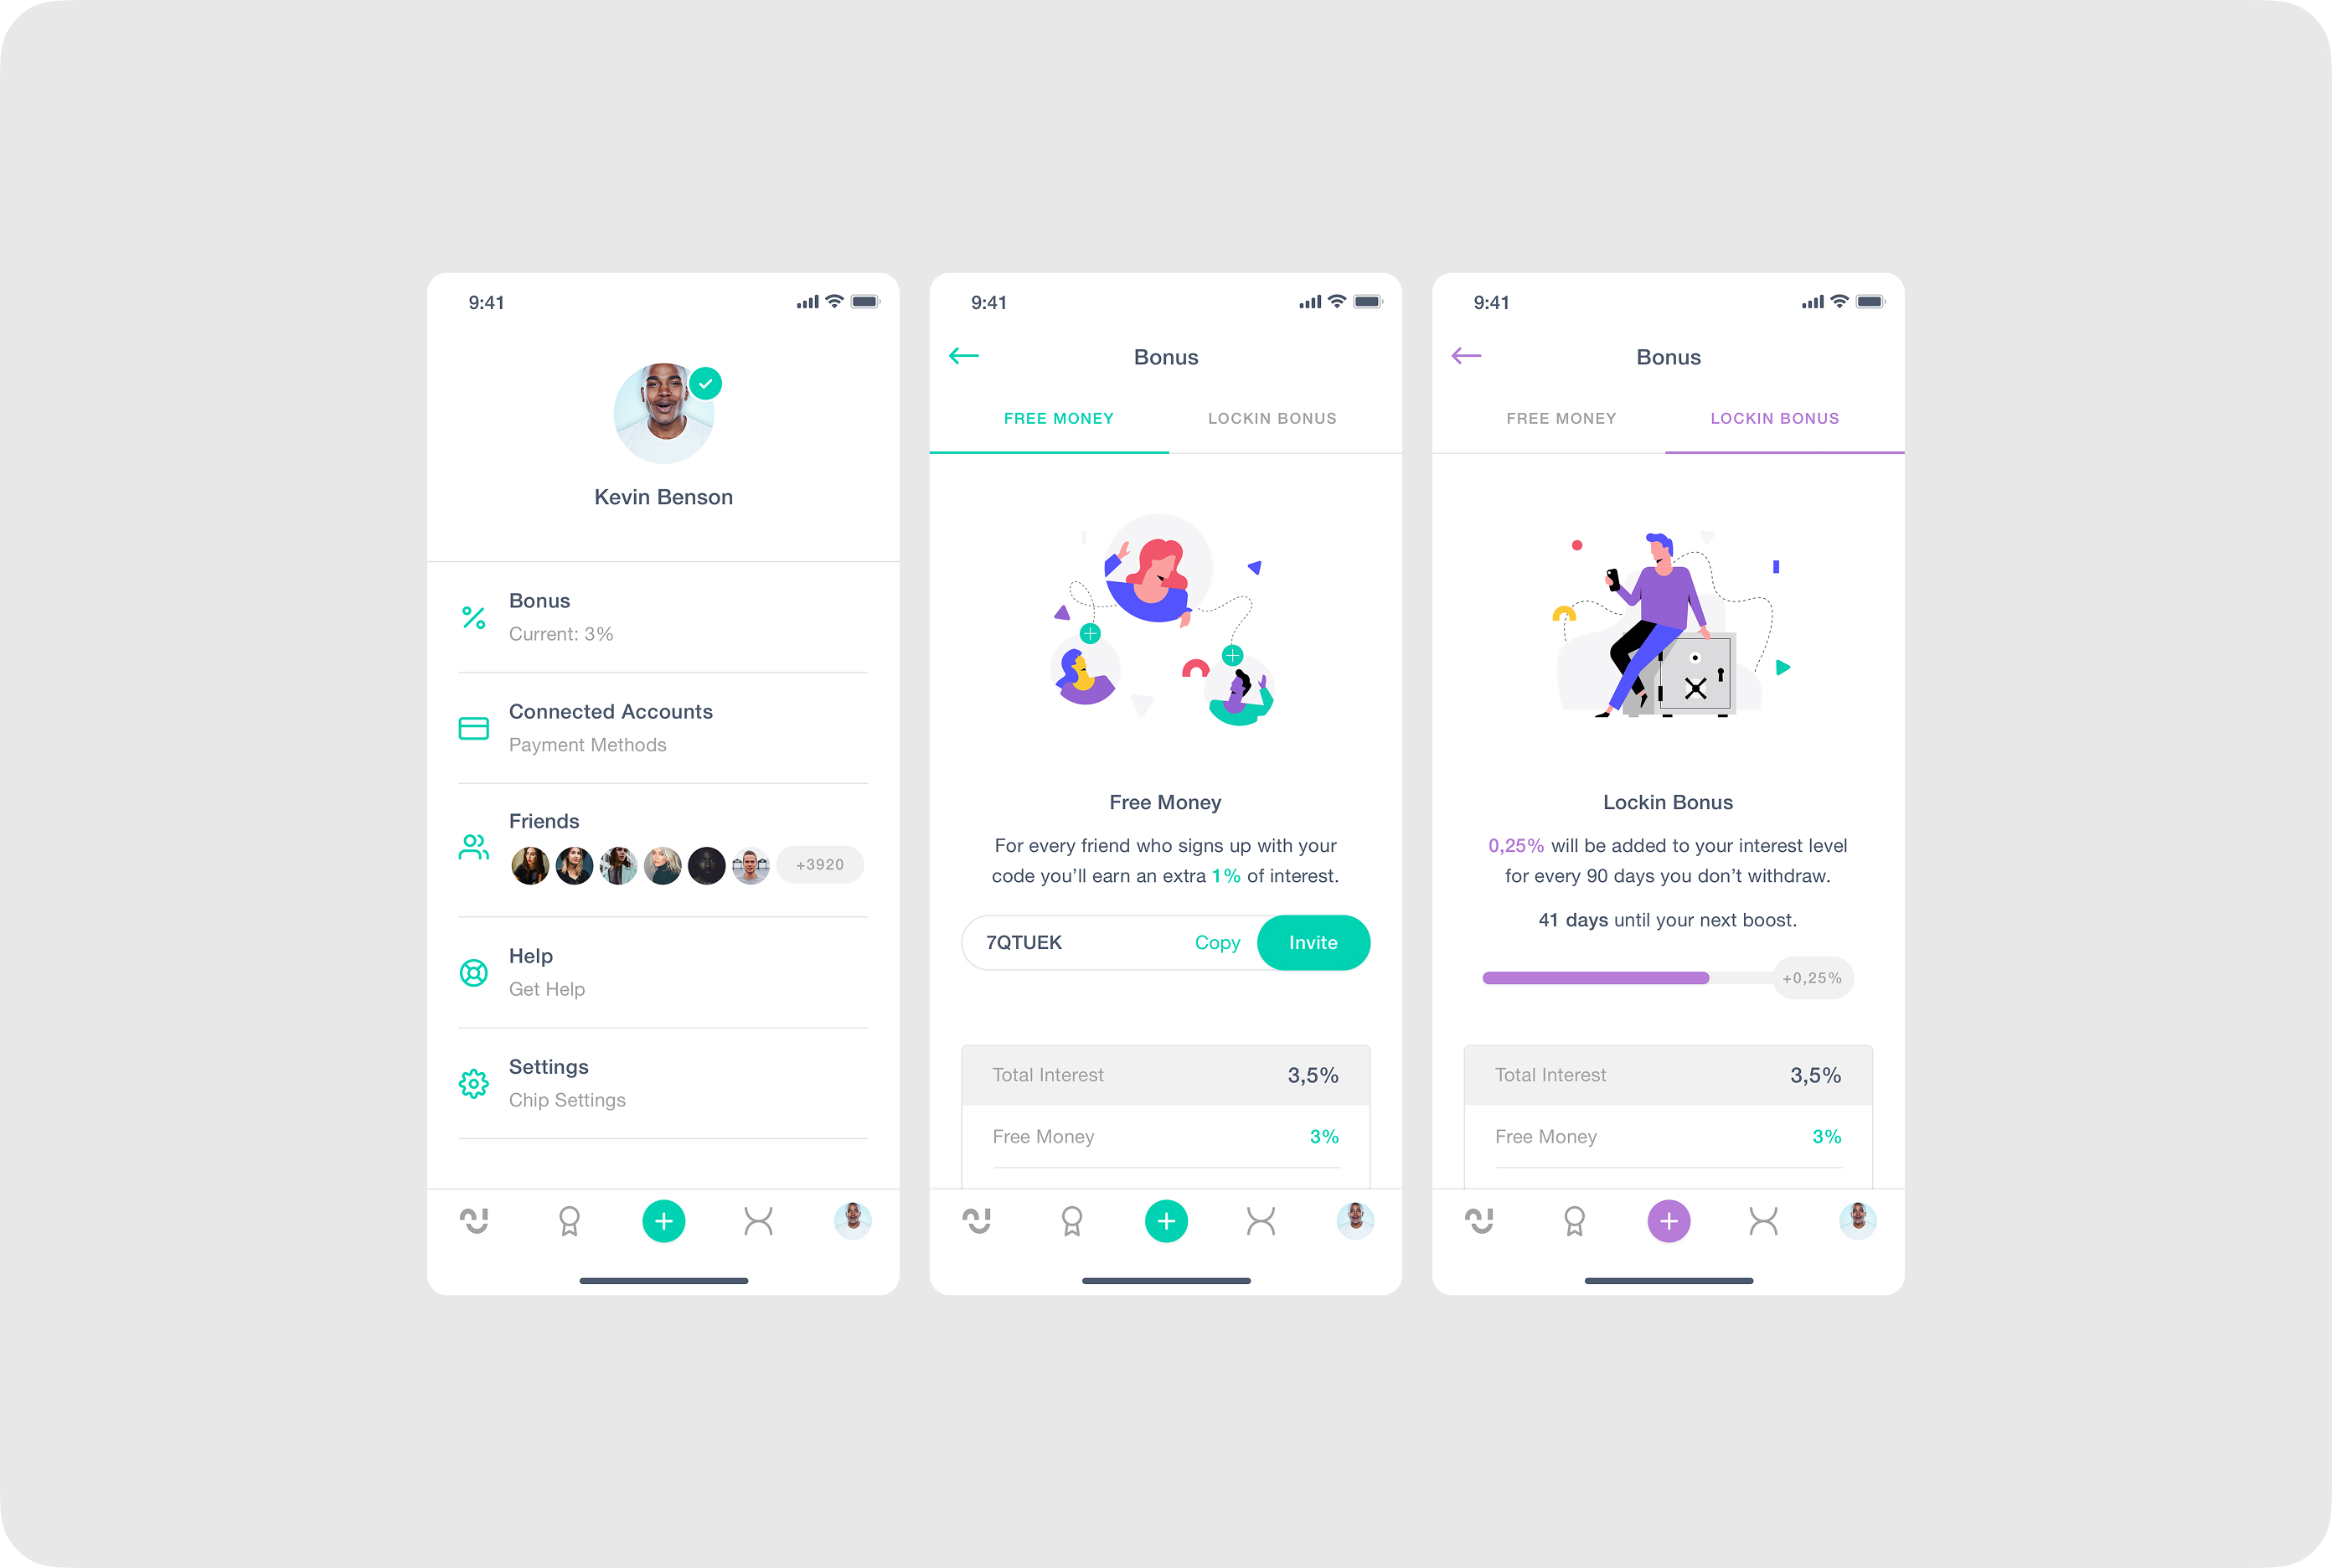 9:41
Kevin Benson
Bonus
Current: 3%
Connected Accounts
Payment Methods
Friends
+3920
Help
Get Help
Settings
Chip Settings
9:41
Bonus
FREE MONEY LOCKIN BONUS
Free Money
For every friend who signs up with your
code you’ll earn an extra 1% of interest.
7QTUEK Copy Invite
Total Interest 3,5%
Free Money 3%
9:41
Bonus
FREE MONEY LOCKIN BONUS
Lockin Bonus
0,25% will be added to your interest level
for every 90 days you don’t withdraw.
41 days until your next boost.
+0,25%
Total Interest 3,5%
Free Money 3%